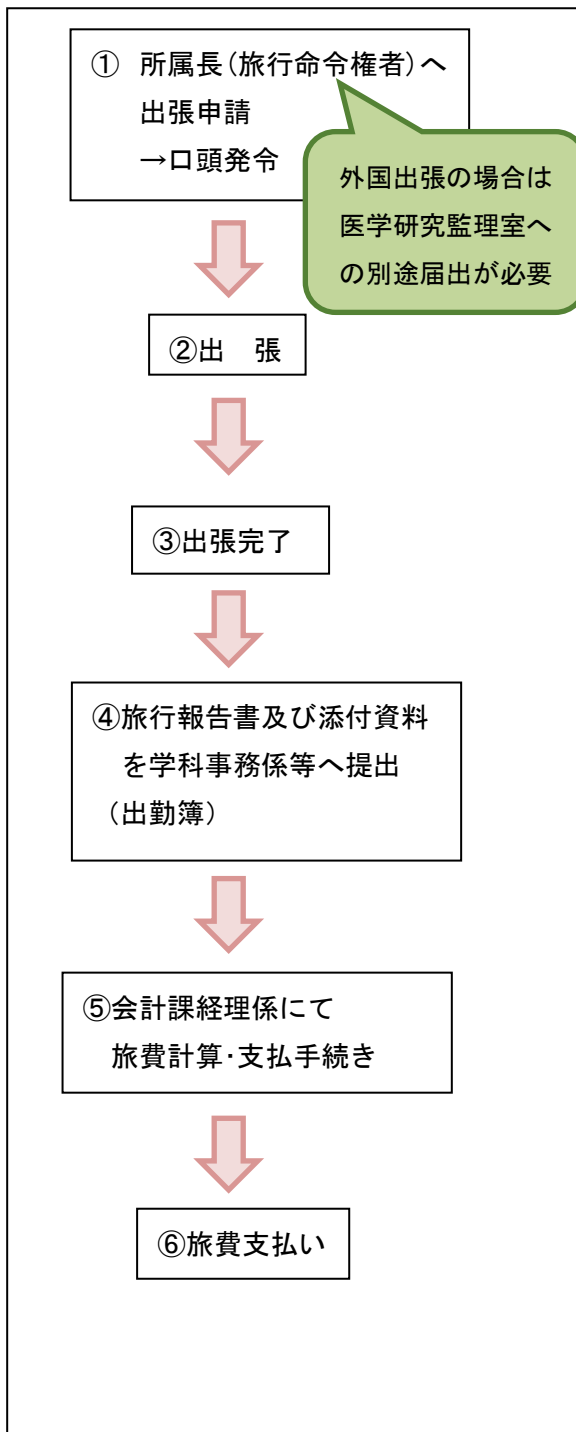 ① 所属長(旅行命令権者)へ
出張申請
→口頭発令
外国出張の場合は
医学研究監理室へ
の別途届出が必要
②出　張
③出張完了
④旅行報告書及び添付資料
を学科事務係等へ提出
(出勤簿)
⑤会計課経理係にて
旅費計算・支払手続き
⑥旅費支払い